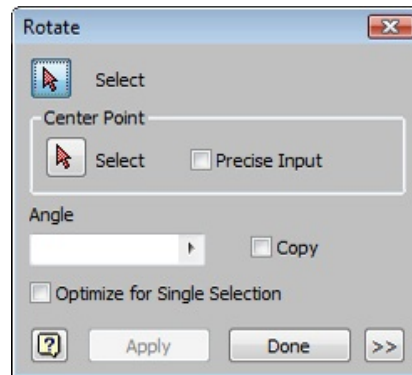 Rotate
Select
Center Point
Select
Precise Input
Angle
Copy
Optimize for Single Selection
? Apply Done >>